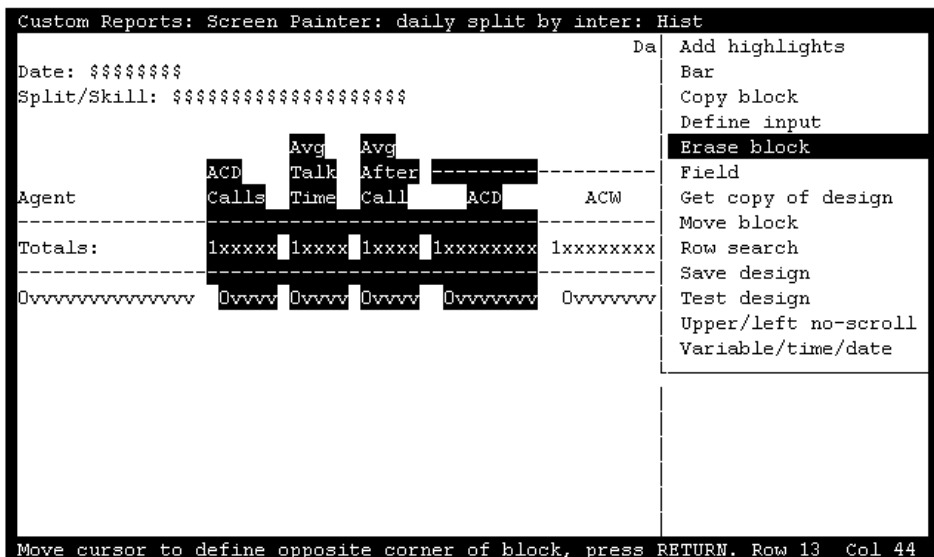 Custom Reports: Screen Painter: daily split by inter: Hist
Da
Date: $$$$$$$$
Split/Skill: $$$$$$$$$$$$$$$$$$$$
Avg Avg
ACD Talk After -------------------
Agent Calls Time Call ACD ACW
------------------------------------------------------
Totals: 1xxxxx 1xxxx 1xxxx 1xxxxxxxx 1xxxxxxxx
------------------------------------------------------
0vvvvvvvvvvvvvv 0vvvv 0vvvv 0vvvv 0vvvvvvv 0vvvvvvv
Add highlights
Bar
Copy block
Define input
Erase block
Field
Get copy of design
Move block
Row search
Save design
Test design
Upper/left no-scroll
Variable/time/date
Move cursor to define opposite corner of block, press RETURN. Row 13 Col 44